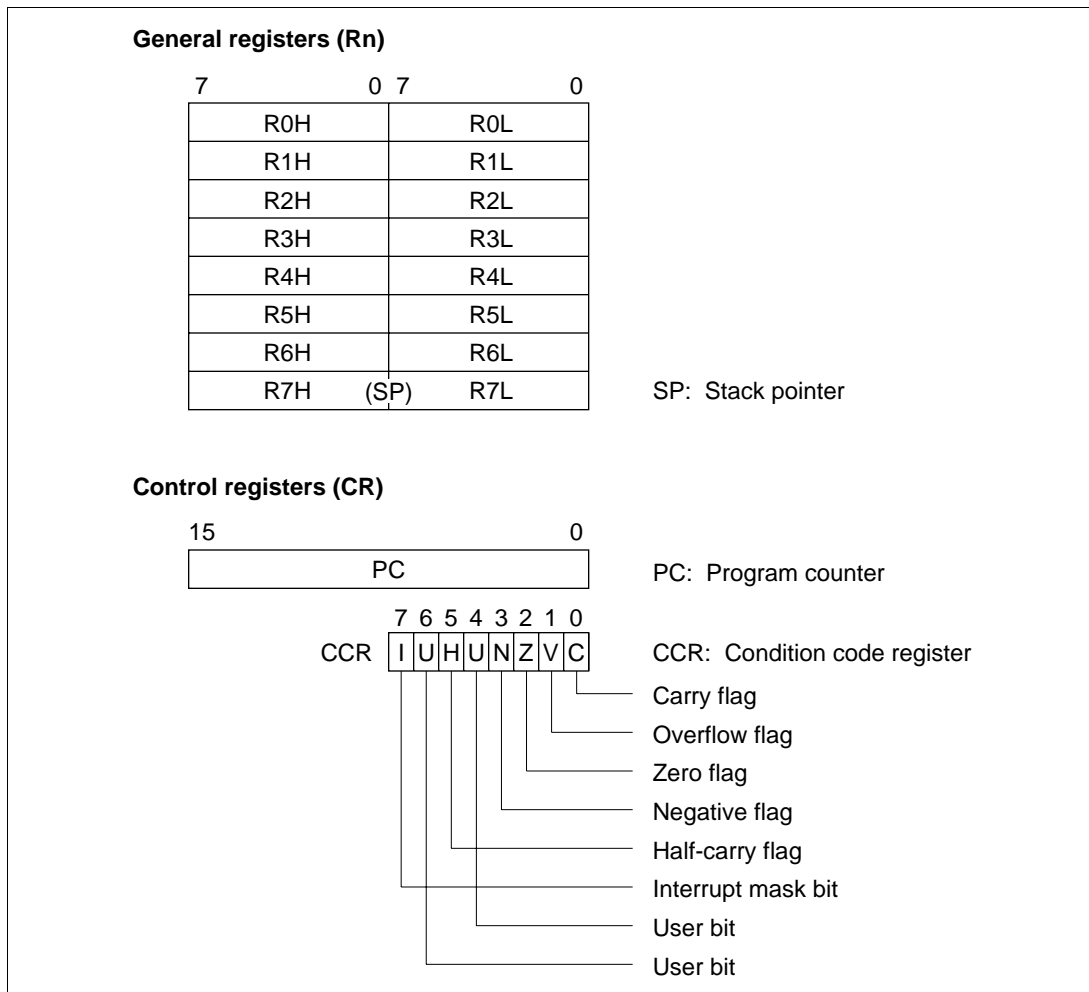 General registers (Rn)
7 0 7 0
R0H R0L
R1H R1L
R2H R2L
R3H R3L
R4H R4L
R5H R5L
R6H R6L
R7H (SP) R7L SP: Stack pointer
Control registers (CR)
15 0
PC PC: Program counter
7 6 5 4 3 2 1 0
CCR I U H U N Z V C CCR: Condition code register
Carry flag
Overflow flag
Zero flag
Negative flag
Half-carry flag
Interrupt mask bit
User bit
User bit